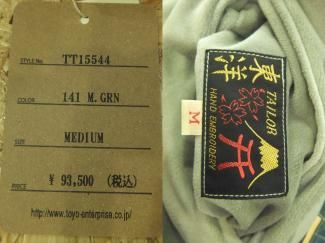 STYLE No. TT15544
COLOR 141 M.GRN
SIZE MEDIUM
PRICE ¥ 93,500 (税込)
http://www.toyo-enterprise.co.jp/
東洋
TAILOR
HAND EMBROIDERY
M